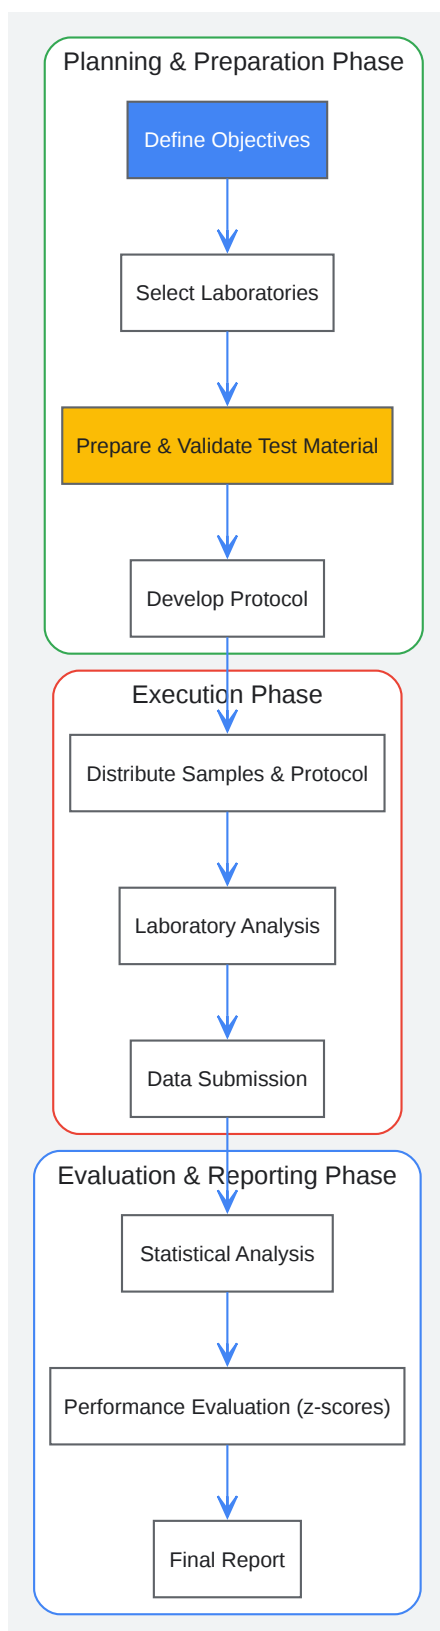 Planning & Preparation Phase
Define Objectives
Select Laboratories
Prepare & Validate Test Material
Develop Protocol
Execution Phase
Distribute Samples & Protocol
Laboratory Analysis
Data Submission
Evaluation & Reporting Phase
Statistical Analysis
Performance Evaluation (z-scores)
Final Report